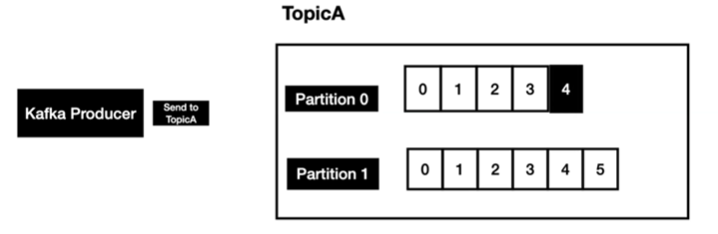 TopicA
Kafka Producer
Send to
TopicA
Partition 0
0 1 2 3 4
Partition 1
0 1 2 3 4 5